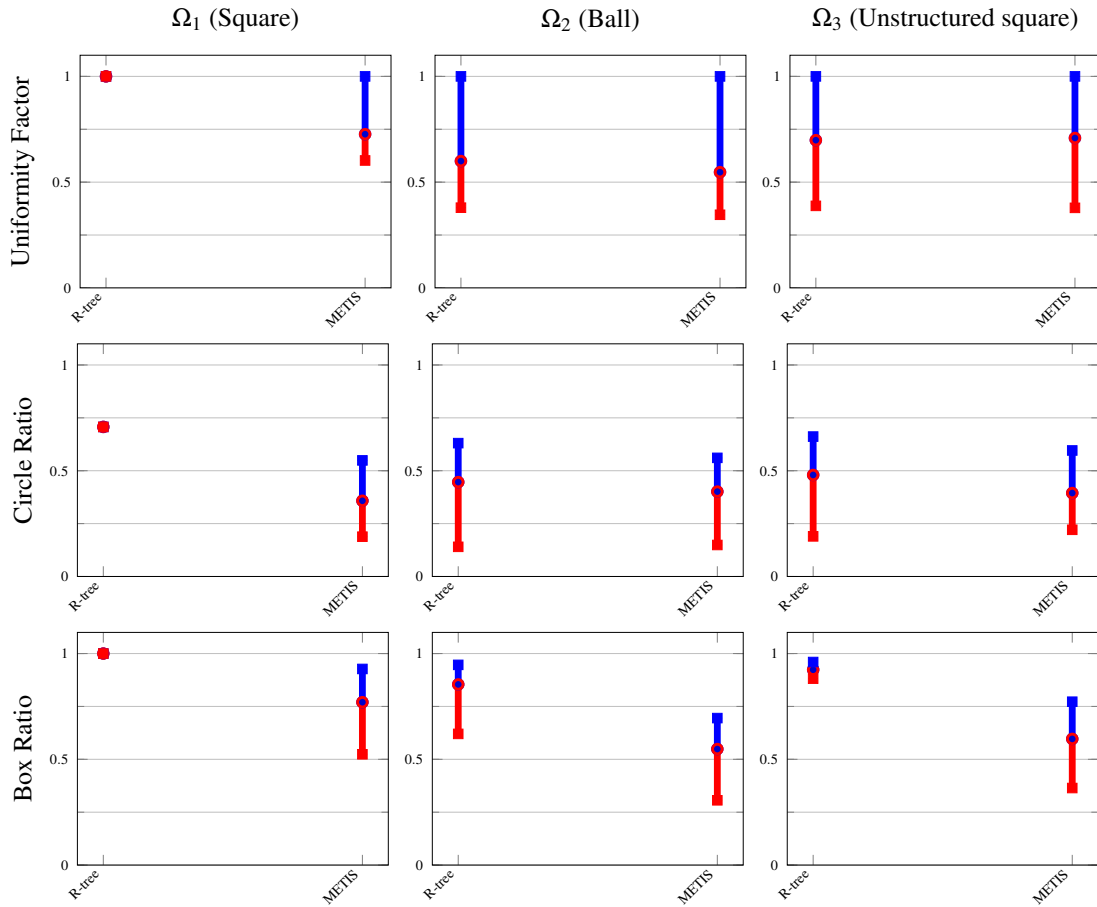 Ω1 (Square)
Ω2 (Ball)
Ω3 (Unstructured square)
Uniformity Factor
1
0.5
0
R-tree
METIS
1
0.5
0
R-tree
METIS
1
0.5
0
R-tree
METIS
Circle Ratio
1
0.5
0
R-tree
METIS
1
0.5
0
R-tree
METIS
1
0.5
0
R-tree
METIS
Box Ratio
1
0.5
0
R-tree
METIS
1
0.5
0
R-tree
METIS
1
0.5
0
R-tree
METIS